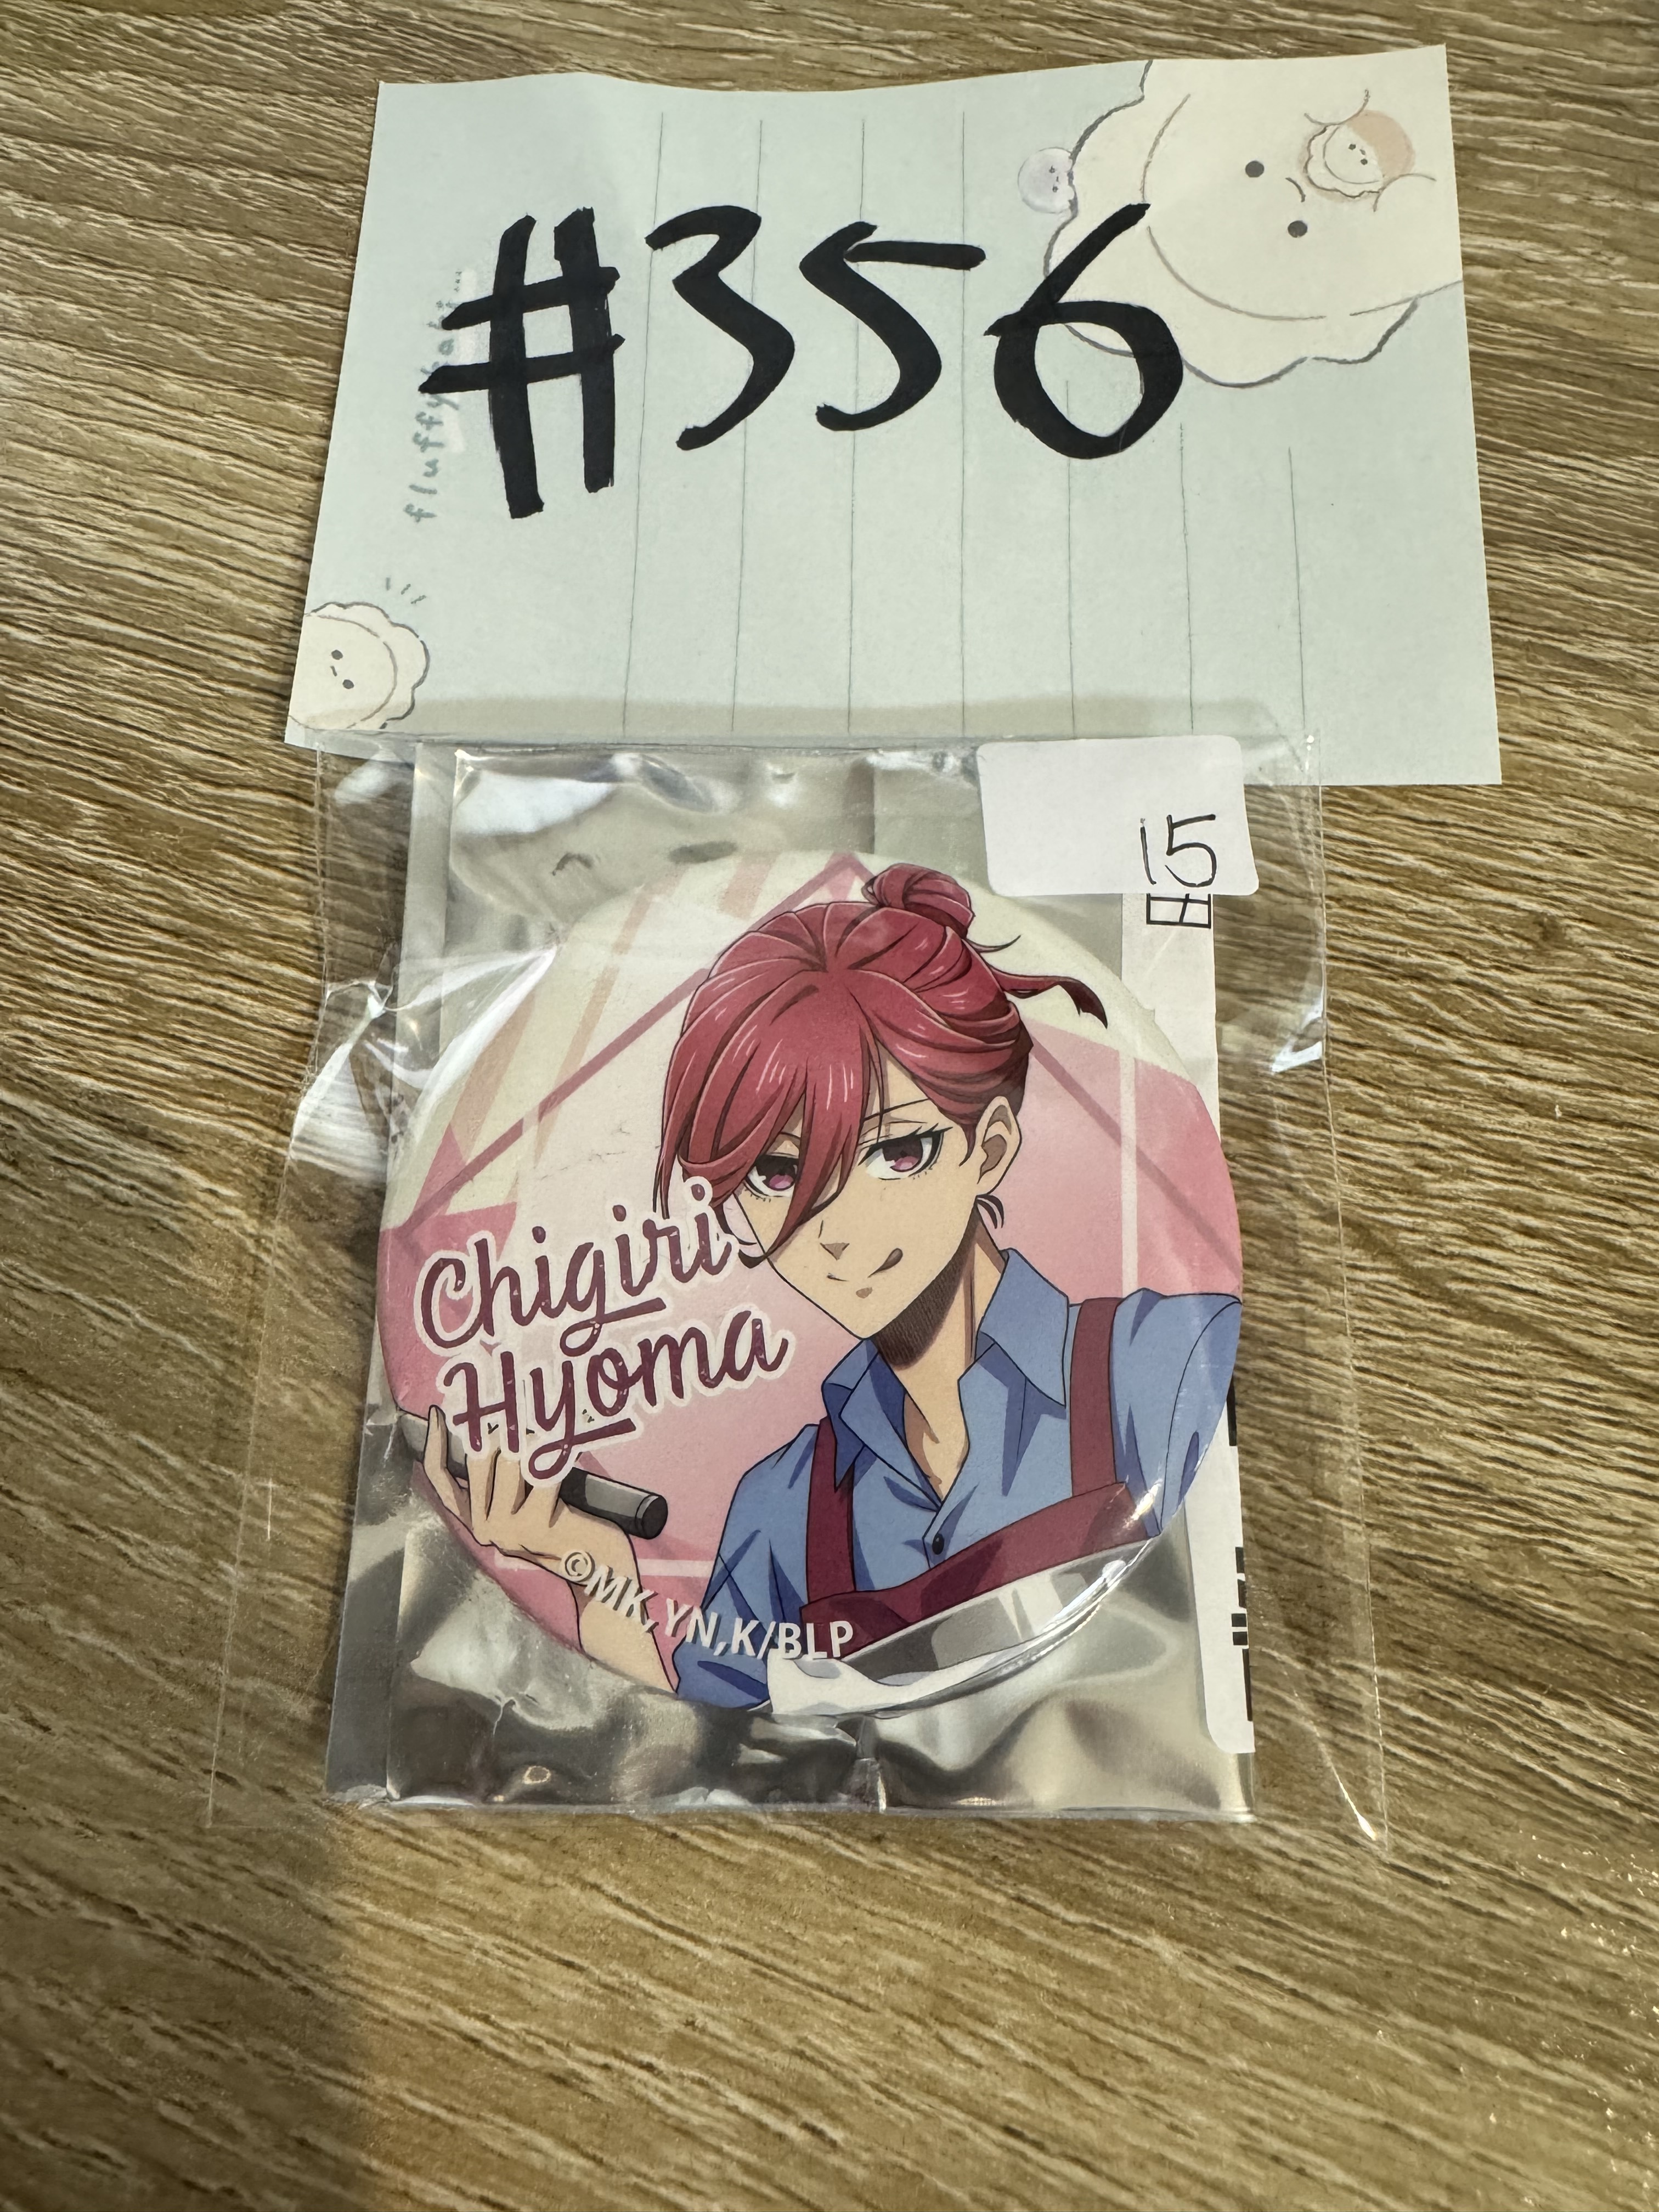 #356
15
Chigiri
Hyoma
©MK,YN,K/BLP